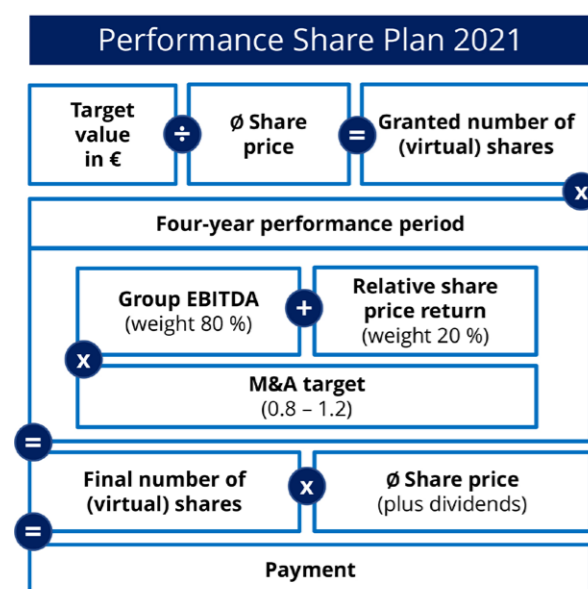 Performance Share Plan 2021
Target
value
in €
÷
Ø Share
price
=
Granted number of
(virtual) shares
x
Four-year performance period
Group EBITDA
(weight 80 %)
+
Relative share
price return
(weight 20 %)
x
M&A target
(0.8 – 1.2)
=
Final number of
(virtual) shares
x
Ø Share price
(plus dividends)
=
Payment